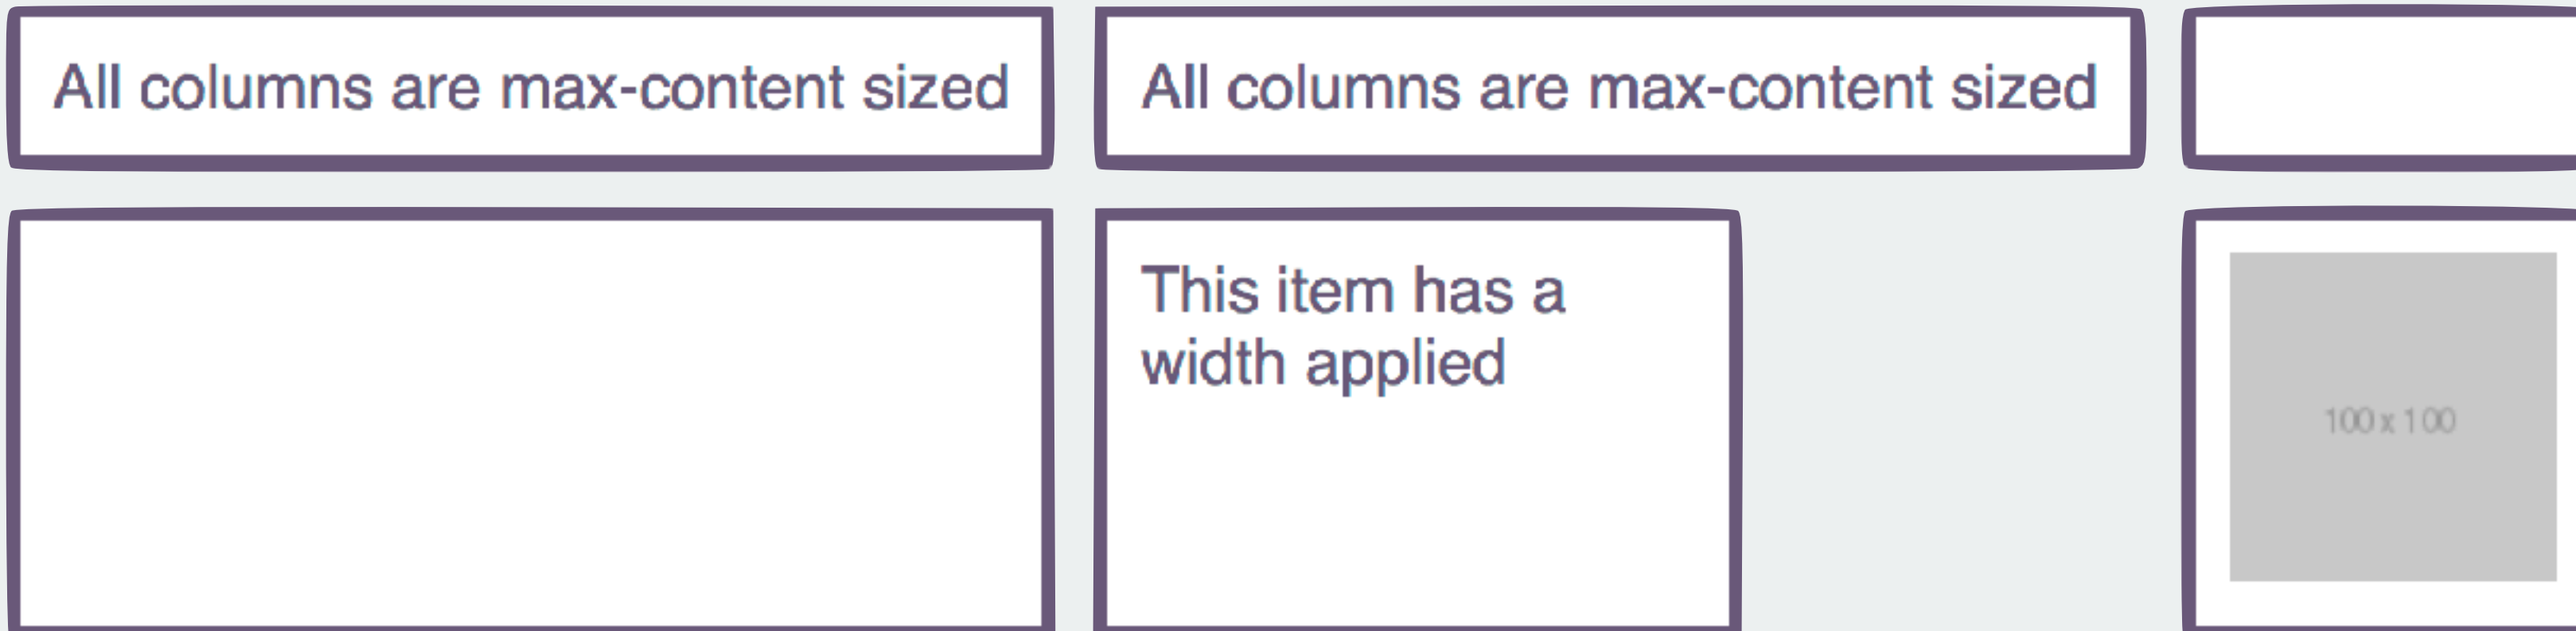 All columns are max-content sized
All columns are max-content sized
This item has a
width applied
100 x 100